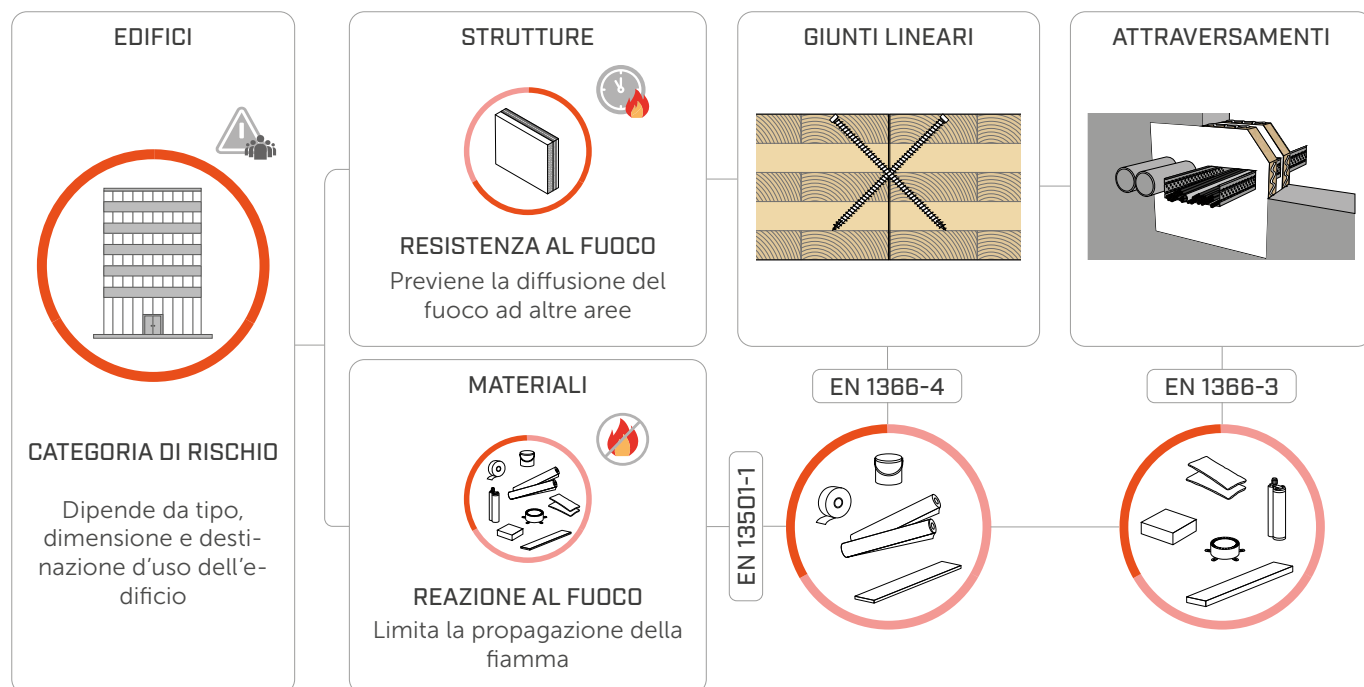 EDIFICI
CATEGORIA DI RISCHIO
Dipende da tipo,
dimensione e desti-
nazione d'uso dell'e-
dificio
STRUTTURE
RESISTENZA AL FUOCO
Previene la diffusione del
fuoco ad altre aree
MATERIALI
REAZIONE AL FUOCO
Limita la propagazione della
fiamma
GIUNTI LINEARI
ATTRAVERSAMENTI
EN 1366-4
EN 1366-3
EN 13501-1